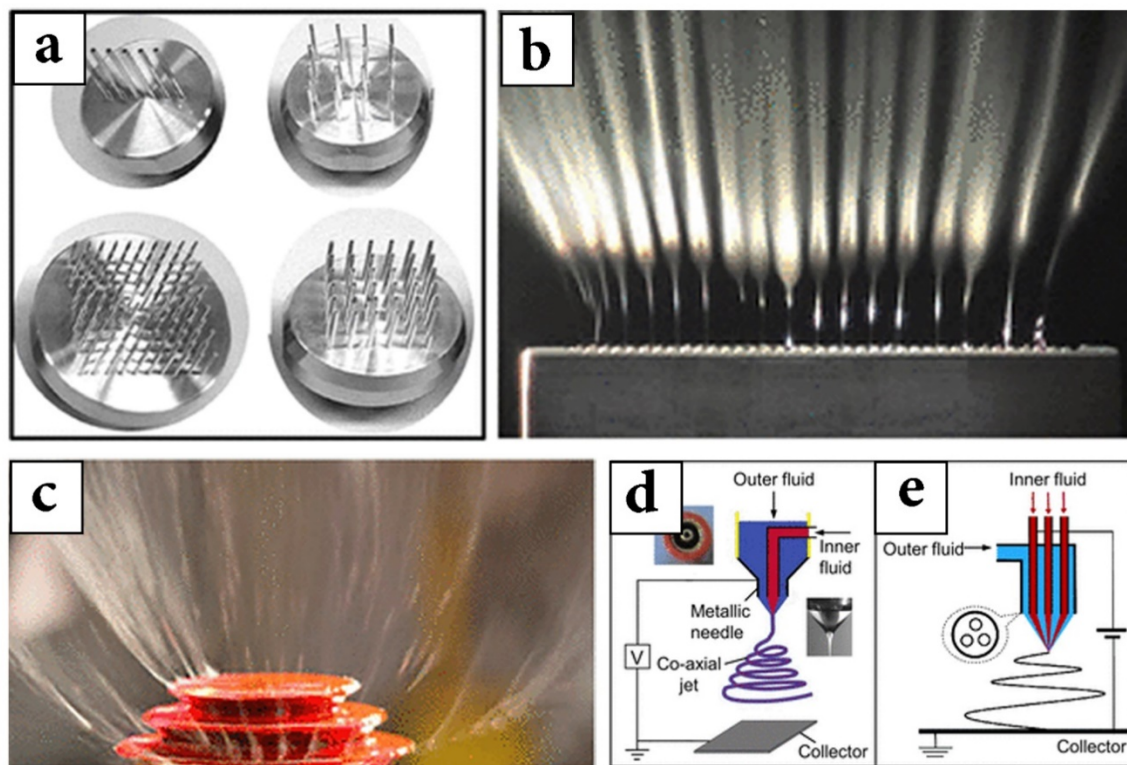 a
b
c
d
Outer fluid
Inner
fluid
Metallic
needle
V
Co-axial
jet
Collector
e
Inner fluid
Outer fluid
Collector